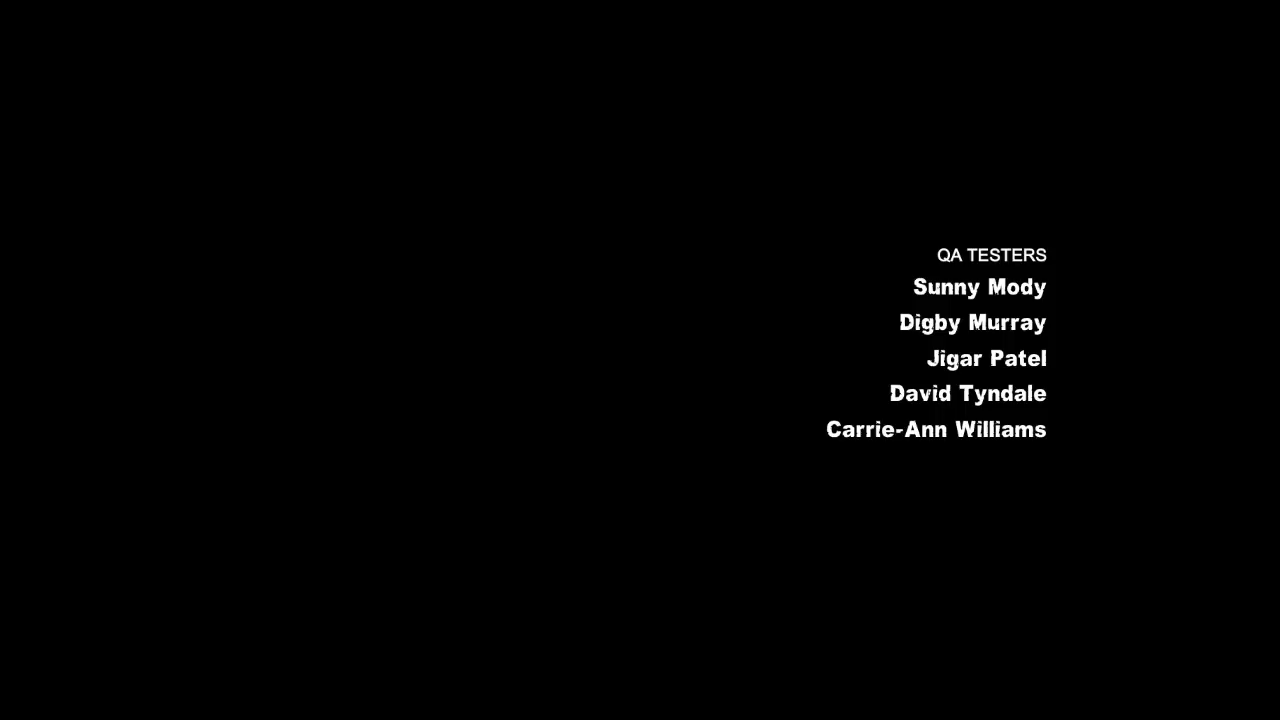 QA TESTERS
Sunny Mody
Digby Murray
Jigar Patel
David Tyndale
Carrie-Ann Williams